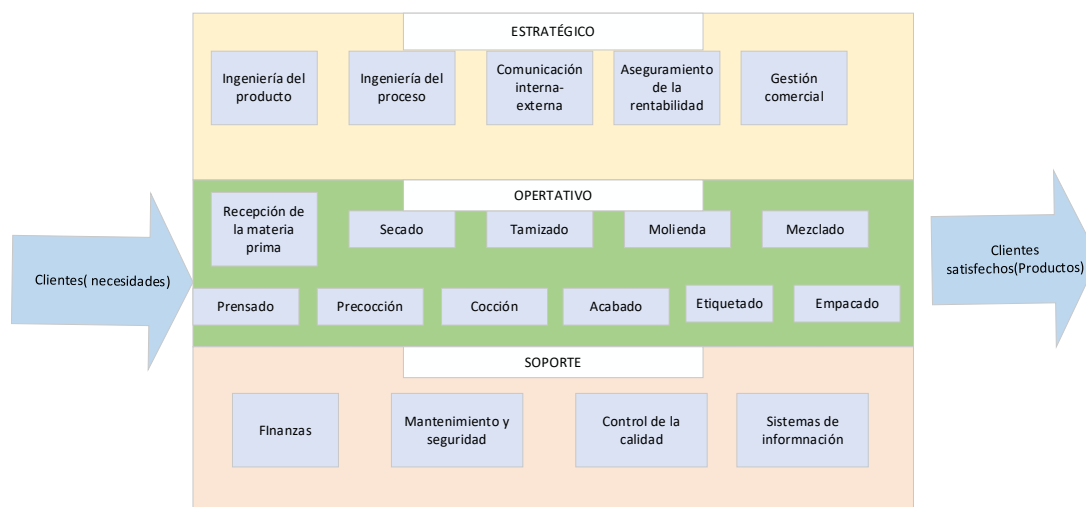 ESTRATÉGICO
Ingeniería del
producto
Ingeniería del
proceso
Comunicación
interna-
externa
Aseguramiento
de la
rentabilidad
Gestión
comercial
OPERTATIVO
Recepción de
la materia
prima
Secado
Tamizado
Molienda
Mezclado
Clientes( necesidades)
Clientes
satisfechos(Productos)
Prensado
Precocción
Cocción
Acabado
Etiquetado
Empacado
SOPORTE
FInanzas
Mantenimiento y
seguridad
Control de la
calidad
Sistemas de
informnación